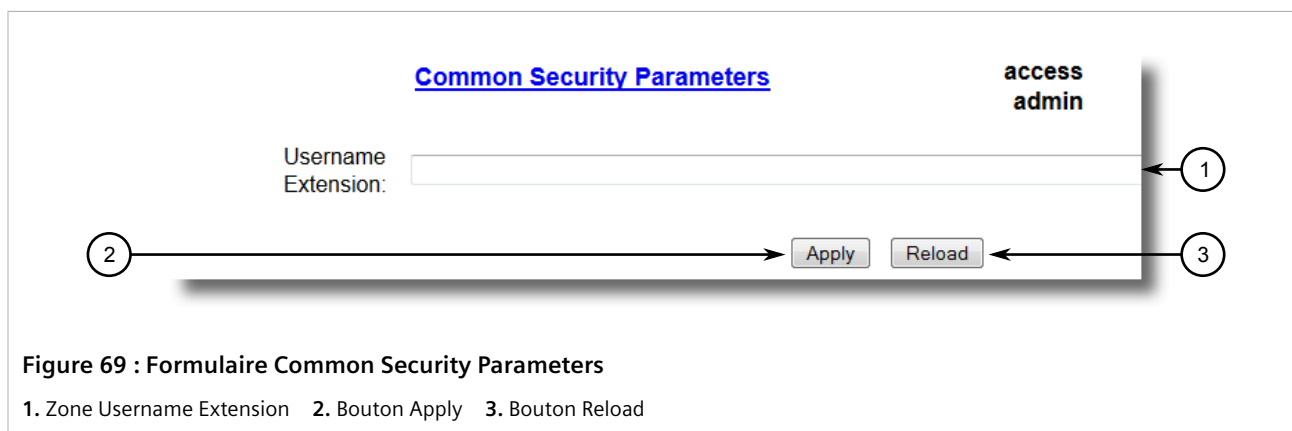 Common Security Parameters
access
admin
Username
Extension:
1
2
Apply
Reload
3
Figure 69 : Formulaire Common Security Parameters
1. Zone Username Extension 2. Bouton Apply 3. Bouton Reload